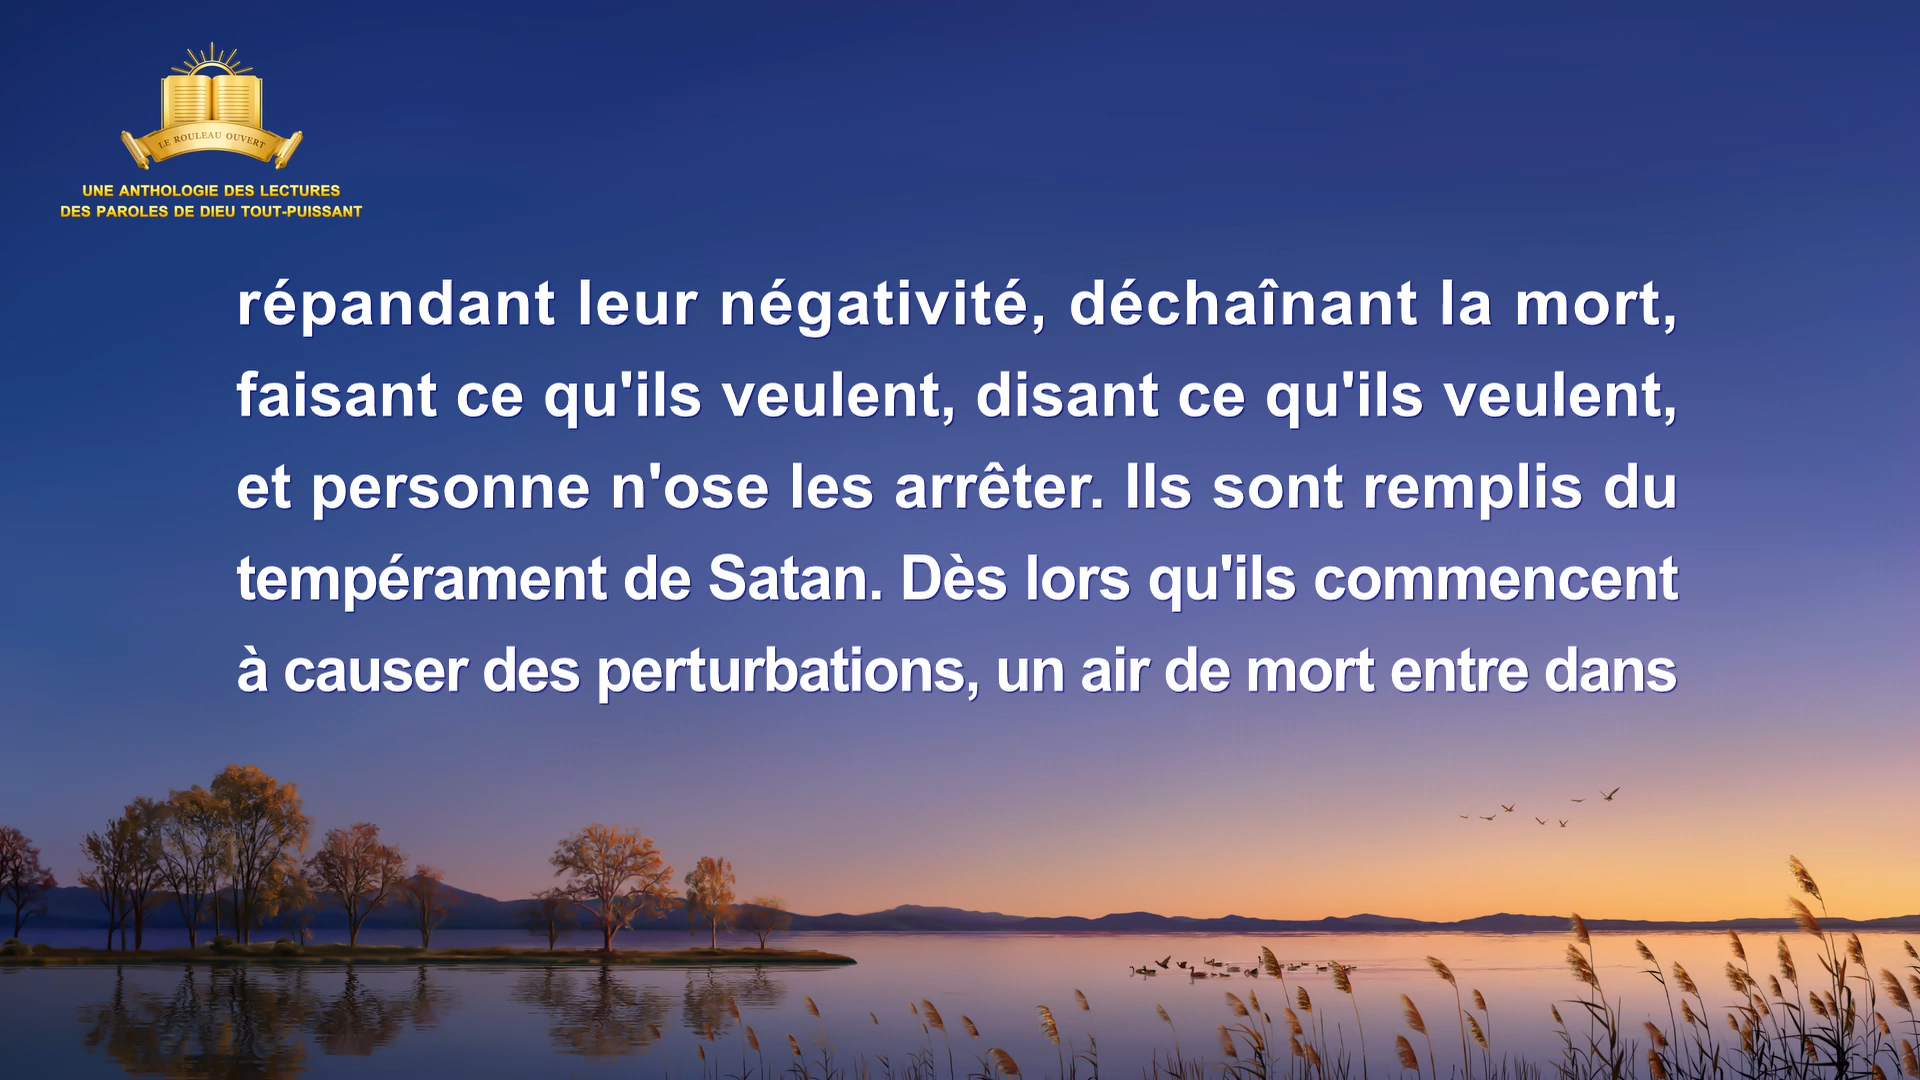 LE ROULEAU OUVERT
UNE ANTHOLOGIE DES LECTURES
DES PAROLES DE DIEU TOUT-PUISSANT
répandant leur négativité, déchaînant la mort,
faisant ce qu'ils veulent, disant ce qu'ils veulent,
et personne n'ose les arrêter. Ils sont remplis du
tempérament de Satan. Dès lors qu'ils commencent
à causer des perturbations, un air de mort entre dans